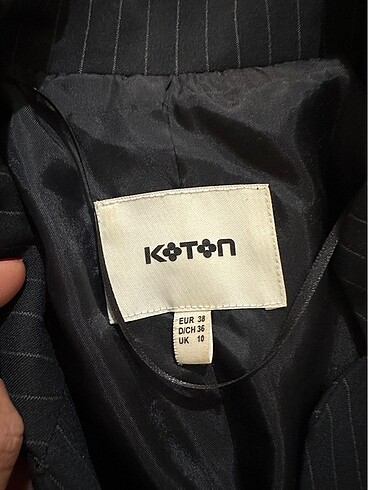 KOTON
EUR 38
D/CH 36
UK 10